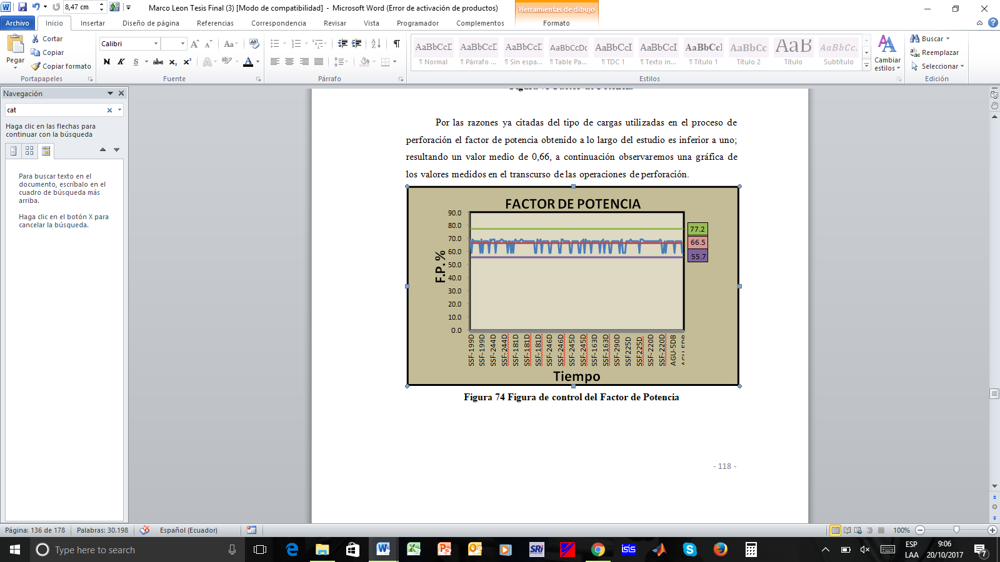 8,47 cm
Marco Leon Tesis Final (3) [Modo de compatibilidad] - Microsoft Word (Error de activación de productos)
Herramientas de dibujo
Archivo Inicio Insertar Diseño de página Referencias Correspondencia Revisar Vista Programador Complementos Formato
Pegar
Cortar
Copiar
Copiar formato
Portapapeles
Calibri
Fuente
Párrafo
AaBbCcI AaBbCcI AaBbCcI AaBbCcDc AaBbCcI AaBbCcI AaBbCcI AaBbCc AaB AaBbCc.
¶ Normal ¶ Párrafo ... ¶ Sin espa... ¶ Table Pa... ¶ TDC 1 ¶ Texto in... ¶ Título 1 Título 2 Título Subtítulo
Estilos
Cambiar estilos
Buscar
Reemplazar
Seleccionar
Edición
Navegación
cat
Haga clic en las flechas para
continuar con la búsqueda
Para buscar texto en el
documento, escríbalo en el
cuadro de búsqueda más
arriba.
Haga clic en el botón X para
cancelar la búsqueda.
Por las razones ya citadas del tipo de cargas utilizadas en el proceso de
perforación el factor de potencia obtenido a lo largo del estudio es inferior a uno;
resultando un valor medio de 0,66, a continuación observaremos una gráfica de
los valores medidos en el transcurso de las operaciones de perforación.
FACTOR DE POTENCIA
F.P. %
90.0
80.0
70.0
60.0
50.0
40.0
30.0
20.0
10.0
0.0
77.2
66.5
55.7
SSF-199D
SSF-199D
SSF-244D
SSF-244D
SSF-181D
SSF-181D
SSF-181D
SSF-246D
SSF-246D
SSF-245D
SSF-245D
SSF-163D
SSF-163D
SSF-290D
SSF225D
SSF225D
SSF-220D
SSF-220D
AGU-5DB
Tiempo
Figura 74 Figura de control del Factor de Potencia
- 118 -
Página: 136 de 178 Palabras: 30.198 Español (Ecuador) 100%
Type here to search
SRi
isis
ESP
LAA
9:06
20/10/2017
7